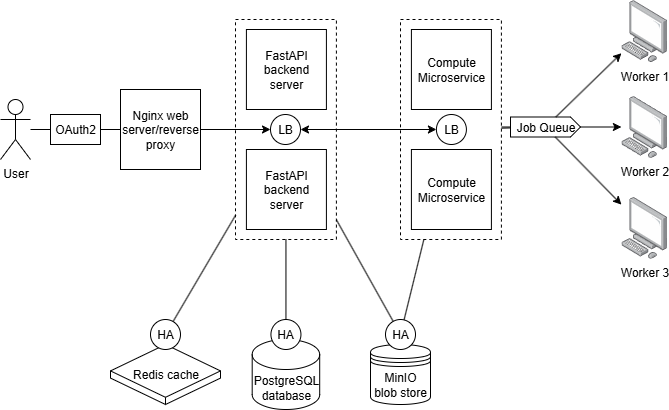 FastAPI
backend
server
Compute
Microservice
Worker 1
User
OAuth2
Nginx web
server/reverse
proxy
LB
LB
Job Queue
Worker 2
FastAPI
backend
server
Compute
Microservice
Worker 3
HA
Redis cache
HA
PostgreSQL
database
HA
MinIO
blob store